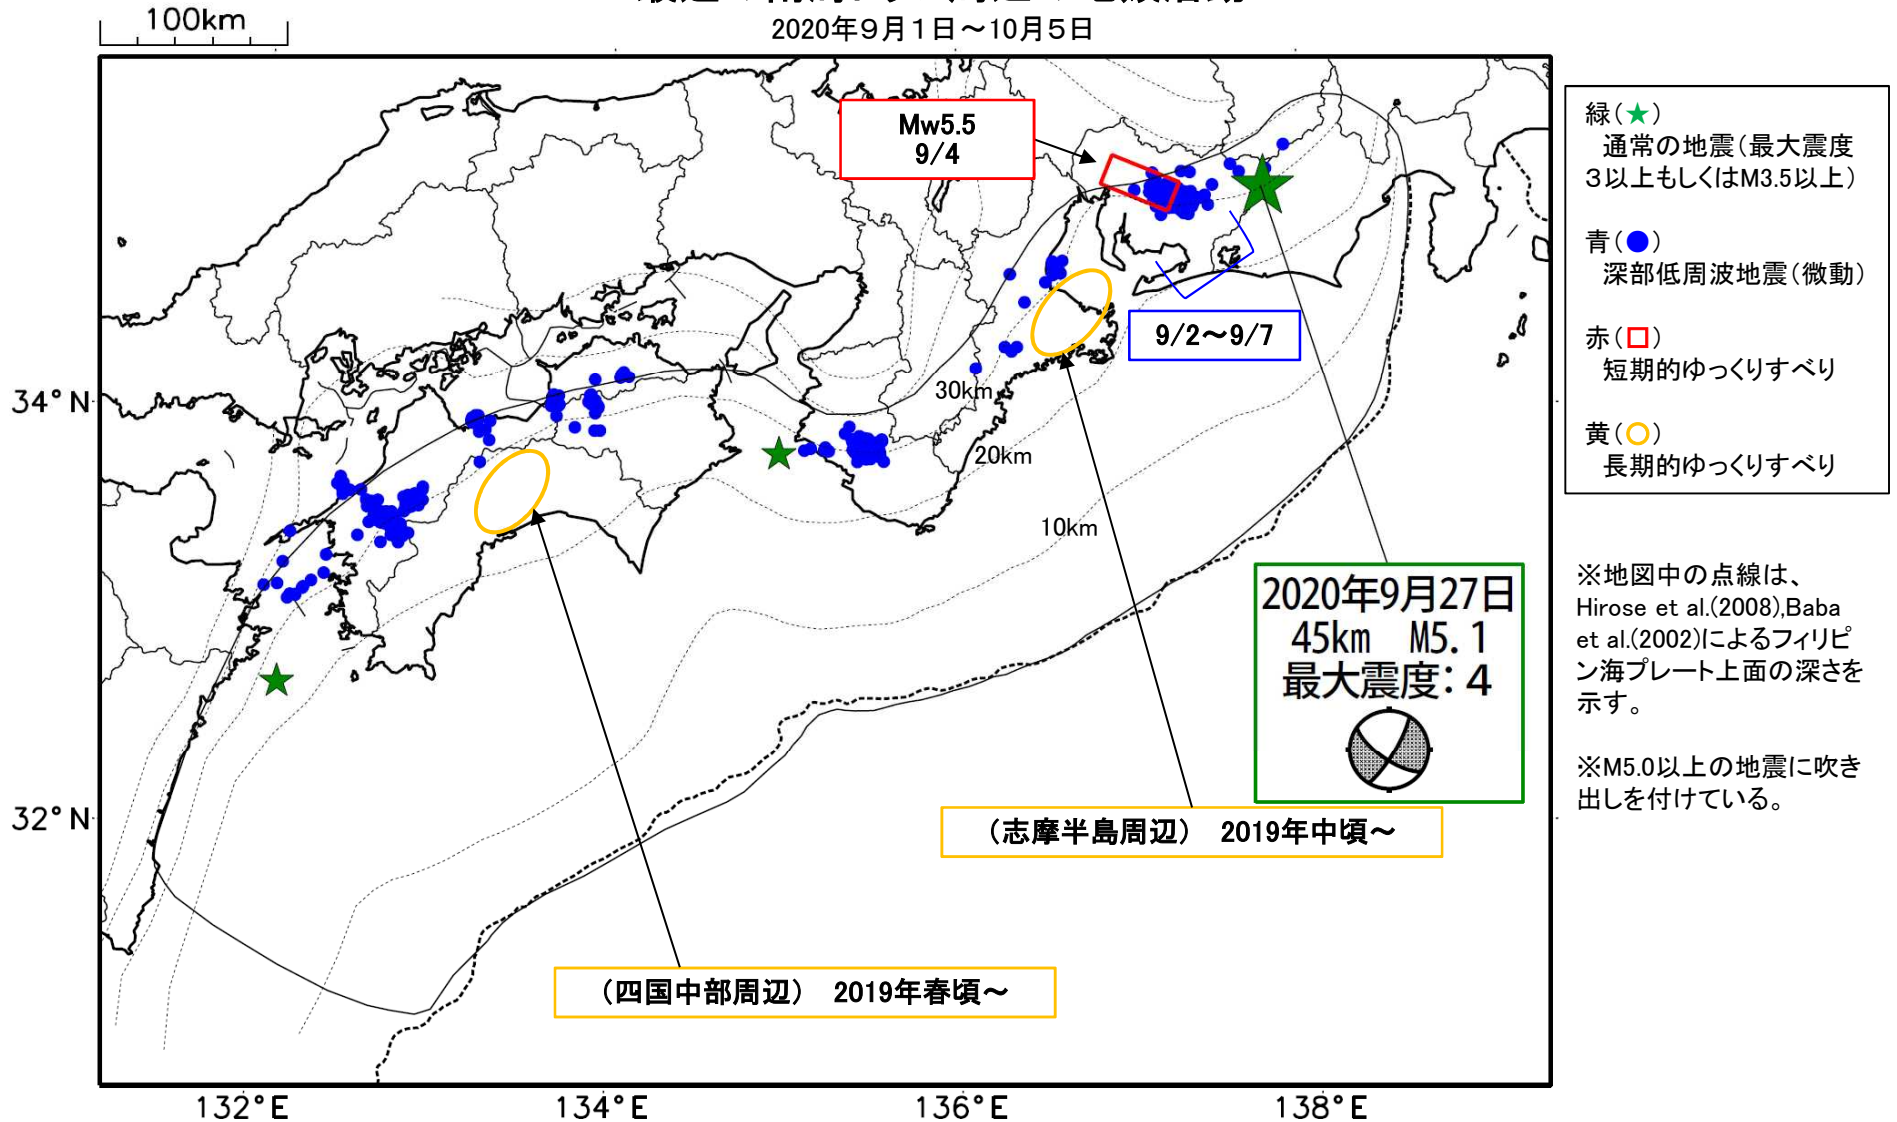 100km
2020年9月1日～10月5日
Mw5.5
9/4
9/2～9/7
30km
20km
10km
34°N
32°N
132°E
134°E
136°E
138°E
2020年9月27日
45km M5.1
最大震度：4
（志摩半島周辺） 2019年中頃～
（四国中部周辺） 2019年春頃～
緑（★）
通常の地震（最大震度
３以上もしくはM3.5以上）
青（●）
深部低周波地震（微動）
赤（□）
短期的ゆっくりすべり
黄（○）
長期的ゆっくりすべり
※地図中の点線は、
Hirose et al.(2008),Baba
et al.(2002)によるフィリピ
ン海プレート上面の深さを
示す。
※M5.0以上の地震に吹き
出しを付けている。